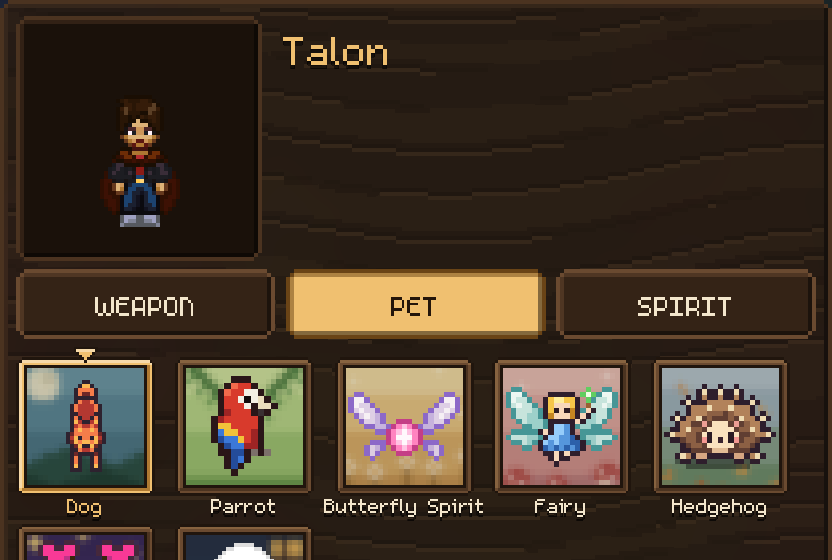 Talon
WEAPON
PET
SPIRIT
Dog
Parrot
Butterfly Spirit
Fairy
Hedgehog